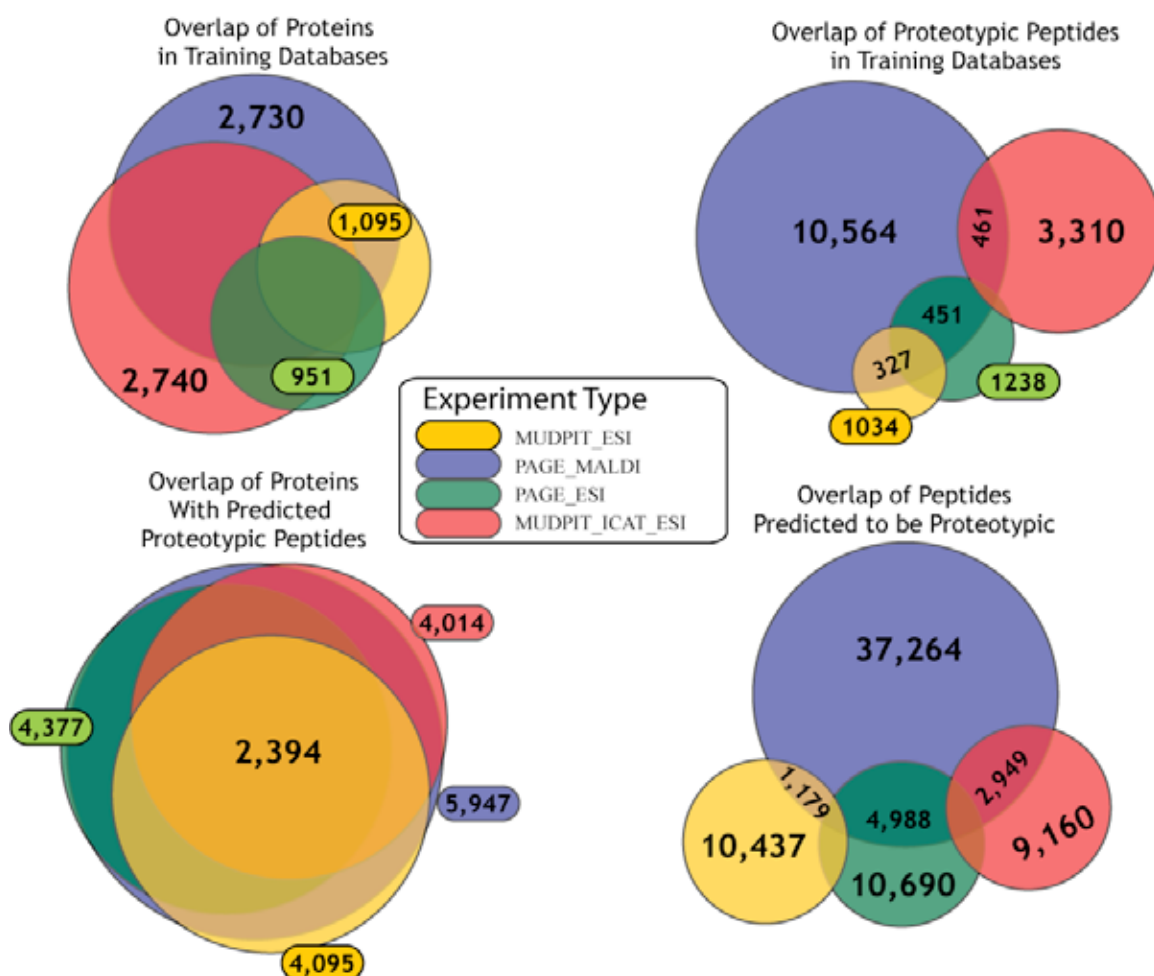 Overlap of Proteins
in Training Databases
2,730
1,095
2,740
951
Overlap of Proteotypic Peptides
in Training Databases
10,564
461
3,310
451
327
1238
1034
Experiment Type
MUDPIT_ESI
PAGE_MALDI
PAGE_ESI
MUDPIT_ICAT_ESI
Overlap of Proteins
With Predicted
Proteotypic Peptides
4,014
4,377
2,394
5,947
4,095
Overlap of Peptides
Predicted to be Proteotypic
37,264
1,179
2,949
4,988
10,437
9,160
10,690